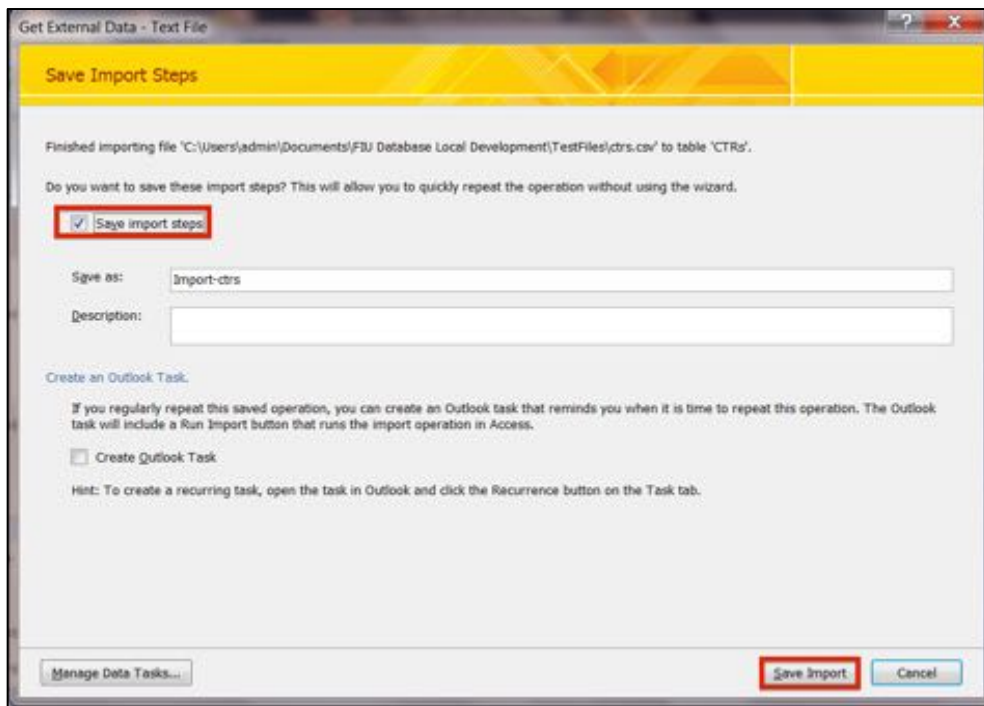 Get External Data - Text File
Save Import Steps
Finished importing file 'C:\Users\admin\Documents\FIU Database Local Development\TestFiles\ctrs.csv' to table 'CTRs'.
Do you want to save these import steps? This will allow you to quickly repeat the operation without using the wizard.
Save import steps
Save as: Import-ctrs
Description:
Create an Outlook Task.
If you regularly repeat this saved operation, you can create an Outlook task that reminds you when it is time to repeat this operation. The Outlook
task will include a Run Import button that runs the import operation in Access.
Create Outlook Task
Hint: To create a recurring task, open the task in Outlook and click the Recurrence button on the Task tab.
Manage Data Tasks... Save Import Cancel